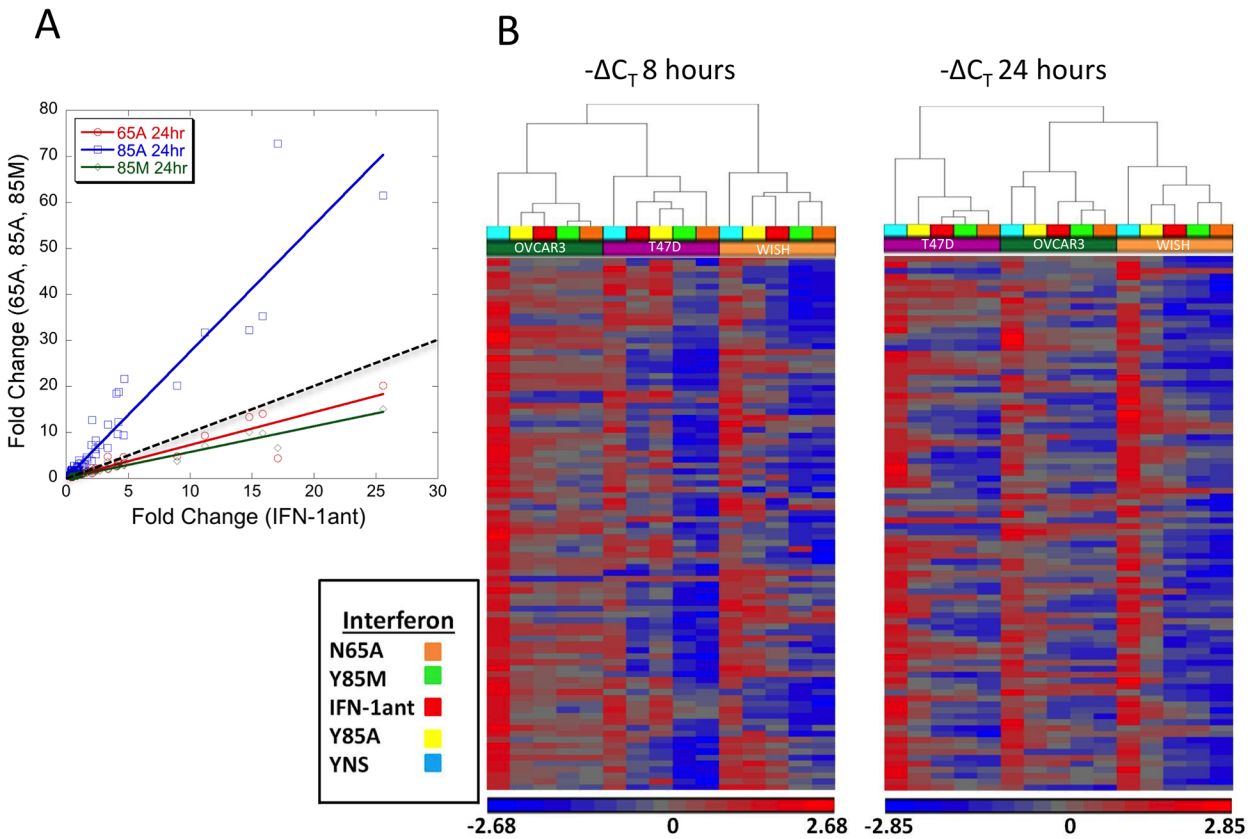 A
B
-ΔCT 8 hours
-ΔCT 24 hours
80
70
60
50
40
30
20
10
0
Fold Change (65A, 85A, 85M)
65A 24hr
85A 24hr
85M 24hr
0 5 10 15 20 25 30
Fold Change (IFN-1ant)
OVCAR3 T47D WISH
T47D OVCAR3 WISH
Interferon
N65A
Y85M
IFN-1ant
Y85A
YNS
-2.68 0 2.68
-2.85 0 2.85